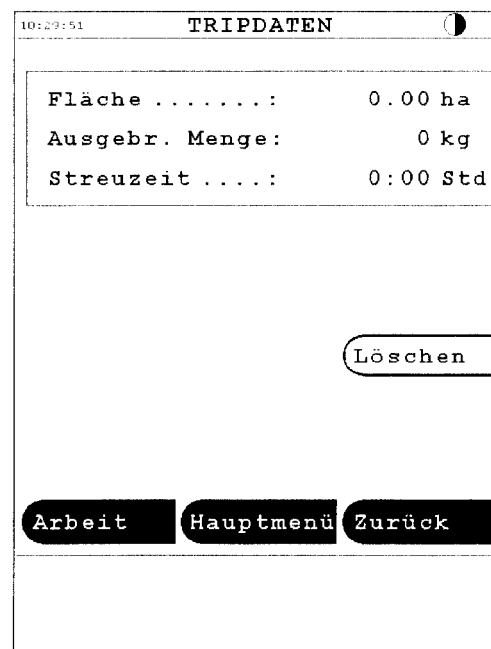 10:29:51 TRIPDATEN
Fläche .......: 0.00 ha
Ausgebr. Menge: 0 kg
Streuzeit ....: 0:00 Std
Löschen
Arbeit Hauptmenü Zurück